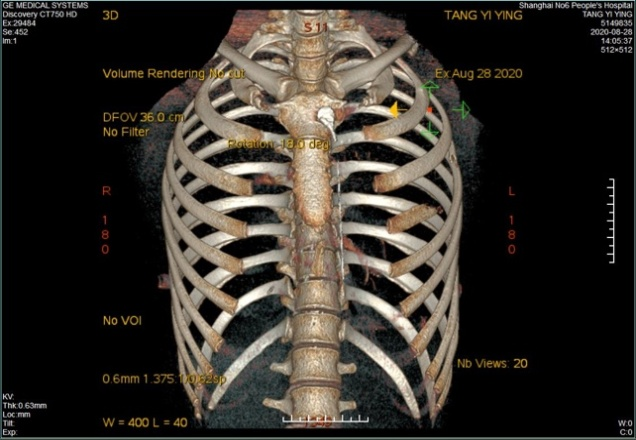 GE MEDICAL SYSTEMS
Discovery CT750 HD
Ex:29484
Se:452
Im:1
3D
S 11
TANG YI YING
Shanghai No6 People's Hospital
TANG YI YING
5149835
2020-08-28
14:05:37
512×512
Volume Rendering No cut
Ex:Aug 28 2020
DFOV 36.0 cm
No Filter
Rotation -18.0 deg
R
L
1
8
0
1
8
0
No VOI
Nb Views: 20
0.6mm 1.375:1/0.6zsp
KV:
Thk:0.63mm
Loc:mm
Tilt:
Exp:
W = 400 L = 40
W:0
C:0